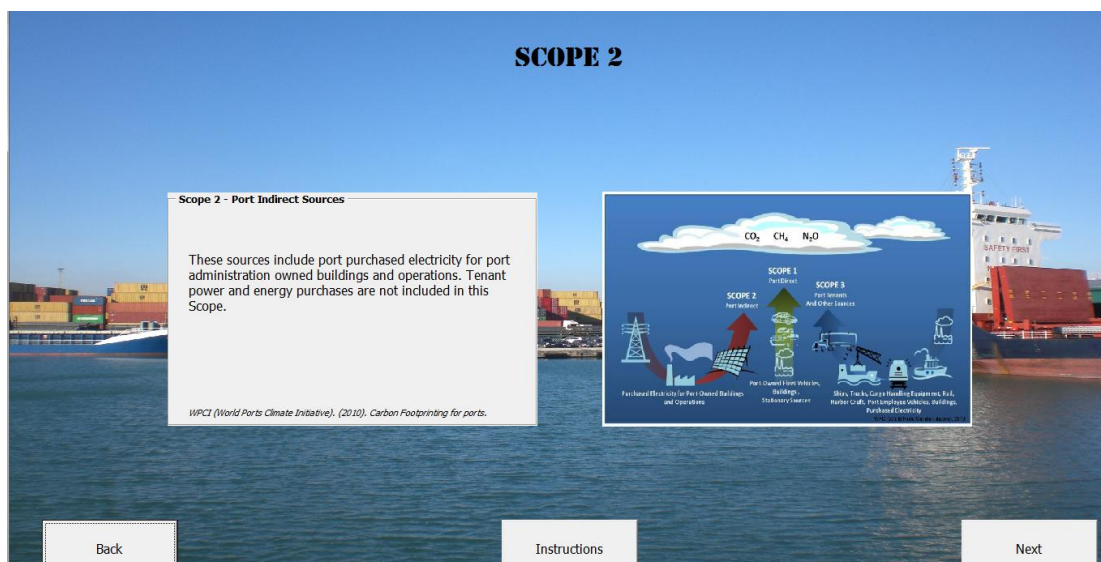 SCOPE 2
Scope 2 - Port Indirect Sources
These sources include port purchased electricity for port
administration owned buildings and operations. Tenant
power and energy purchases are not included in this
Scope.
WPCI (World Ports Climate Initiative). (2010). Carbon Footprinting for ports.
CO₂ CH₄ N₂O
SCOPE 1
Port Direct
SCOPE 2
Port Indirect
SCOPE 3
Port Tenants
And Other Sources
Purchased Electricity for Port Owned Buildings
and Operations
Port Owned Fleet Vehicles,
Buildings,
Stationary Sources
Ships, Trucks, Cargo Handling Equipment, Rail,
Harbor Craft, Port Employee Vehicles, Buildings,
Purchased Electricity
SAFETY FIRST
Back
Instructions
Next